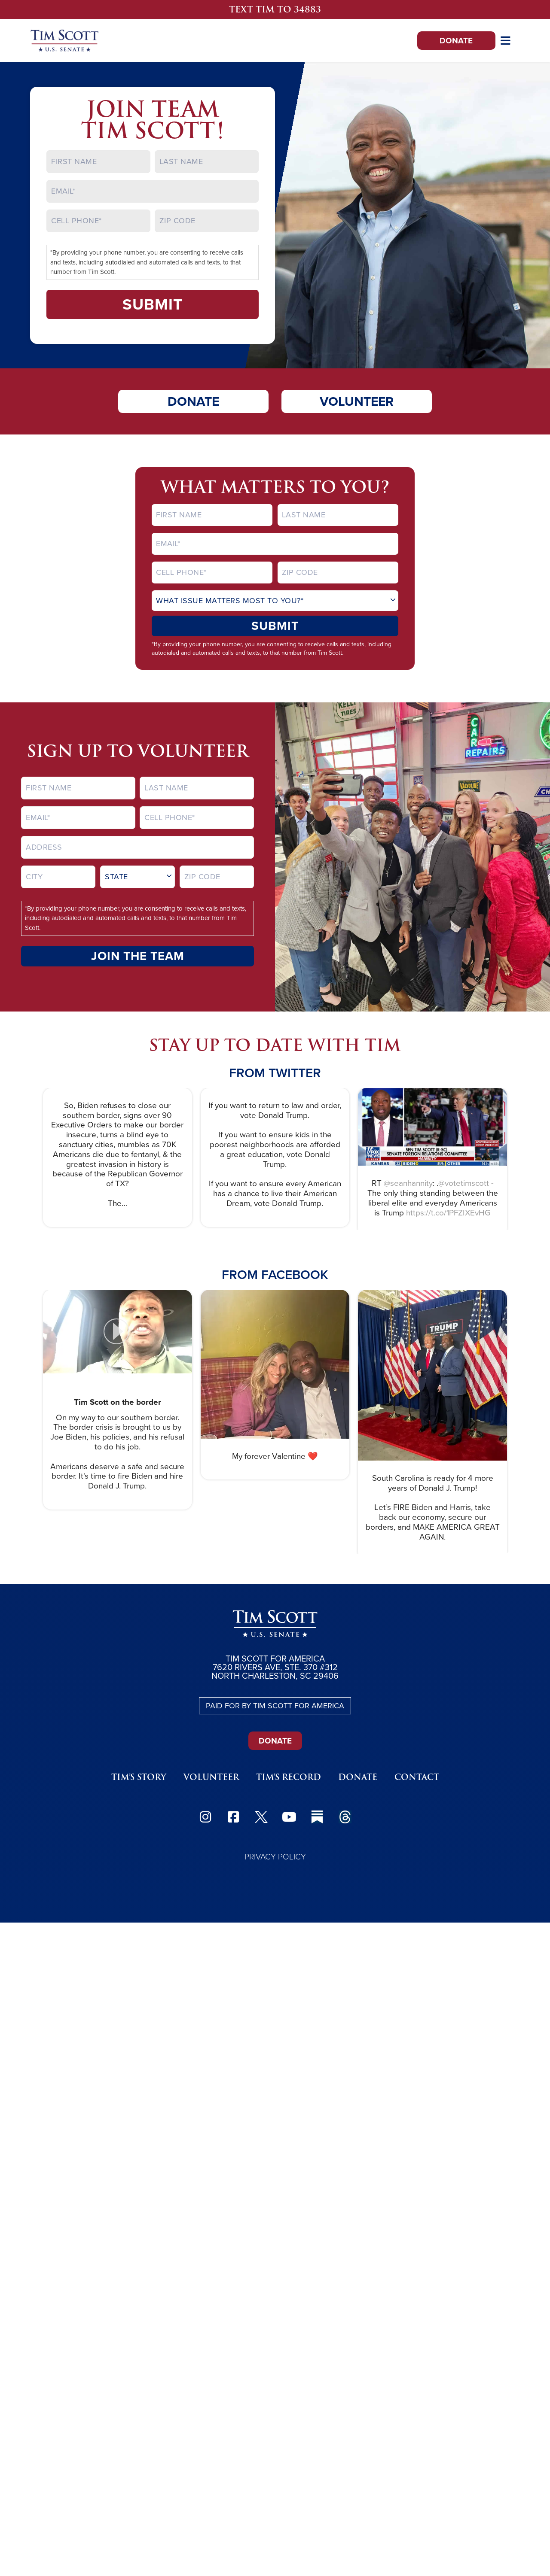 TEXT TIM TO 34883
TIM SCOTT
★ U.S. SENATE ★
DONATE
JOIN TEAM
TIM SCOTT!
FIRST NAME
LAST NAME
EMAIL*
CELL PHONE*
ZIP CODE
*By providing your phone number, you are consenting to receive calls
and texts, including autodialed and automated calls and texts, to that
number from Tim Scott.
SUBMIT
DONATE
VOLUNTEER
WHAT MATTERS TO YOU?
FIRST NAME
LAST NAME
EMAIL*
CELL PHONE*
ZIP CODE
WHAT ISSUE MATTERS MOST TO YOU?*
SUBMIT
*By providing your phone number, you are consenting to receive calls and texts, including
autodialed and automated calls and texts, to that number from Tim Scott.
KELLY
TIRES
CAR
REPAIRS
VALVOLINE
SIGN UP TO VOLUNTEER
FIRST NAME
LAST NAME
EMAIL*
CELL PHONE*
ADDRESS
CITY
STATE
ZIP CODE
*By providing your phone number, you are consenting to receive calls and texts,
including autodialed and automated calls and texts, to that number from Tim
Scott.
JOIN THE TEAM
STAY UP TO DATE WITH TIM
FROM TWITTER
So, Biden refuses to close our
southern border, signs over 90
Executive Orders to make our border
insecure, turns a blind eye to
sanctuary cities, mumbles as 70K
Americans die due to fentanyl, & the
greatest invasion in history is
because of the Republican Governor
of TX?
The...
If you want to return to law and order,
vote Donald Trump.
If you want to ensure kids in the
poorest neighborhoods are afforded
a great education, vote Donald
Trump.
If you want to ensure every American
has a chance to live their American
Dream, vote Donald Trump.
SEN TIM SCOTT (R-SC)
SENATE FOREIGN RELATIONS COMMITTEE
HANNITY
KANSAS
RT @seanhannity: .@votetimscott -
The only thing standing between the
liberal elite and everyday Americans
is Trump https://t.co/1PFZlXEvHG
FROM FACEBOOK
Tim Scott on the border
On my way to our southern border.
The border crisis is brought to us by
Joe Biden, his policies, and his refusal
to do his job.
Americans deserve a safe and secure
border. It's time to fire Biden and hire
Donald J. Trump.
My forever Valentine ❤️
TRUMP
South Carolina is ready for 4 more
years of Donald J. Trump!
Let's FIRE Biden and Harris, take
back our economy, secure our
borders, and MAKE AMERICA GREAT
AGAIN.
TIM SCOTT
★ U.S. SENATE ★
TIM SCOTT FOR AMERICA
7620 RIVERS AVE, STE. 370 #312
NORTH CHARLESTON, SC 29406
PAID FOR BY TIM SCOTT FOR AMERICA
DONATE
TIM'S STORY
VOLUNTEER
TIM'S RECORD
DONATE
CONTACT
PRIVACY POLICY